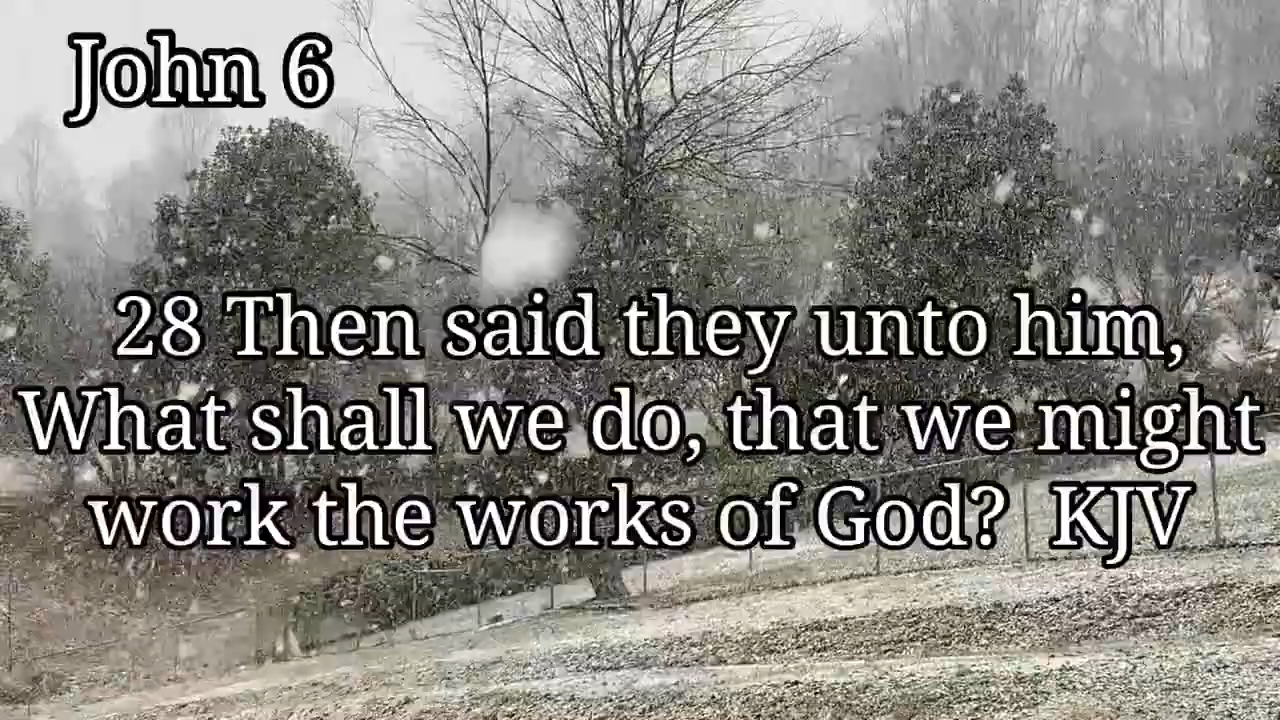 John 6
28 Then said they unto him,
What shall we do, that we might
work the works of God? KJV